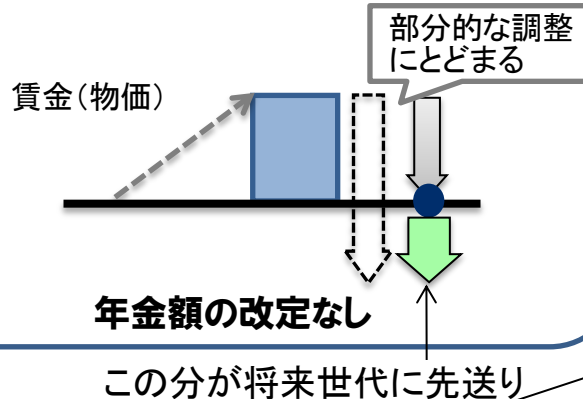 部分的な調整
にとどまる
賃金(物価)
年金額の改定なし
この分が将来世代に先送り